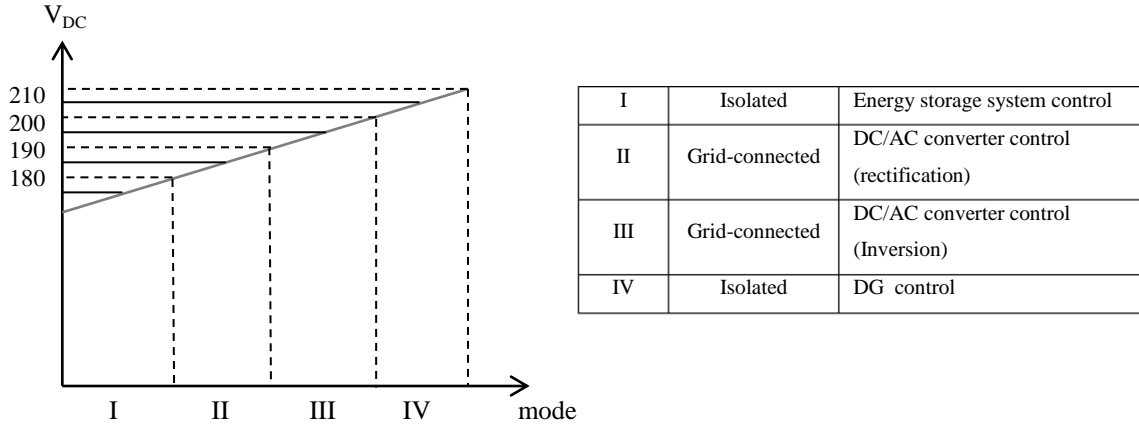 V_DC
210
200
190
180
I II III IV mode
I Isolated Energy storage system control
II Grid-connected DC/AC converter control
(rectification)
III Grid-connected DC/AC converter control
(Inversion)
IV Isolated DG control